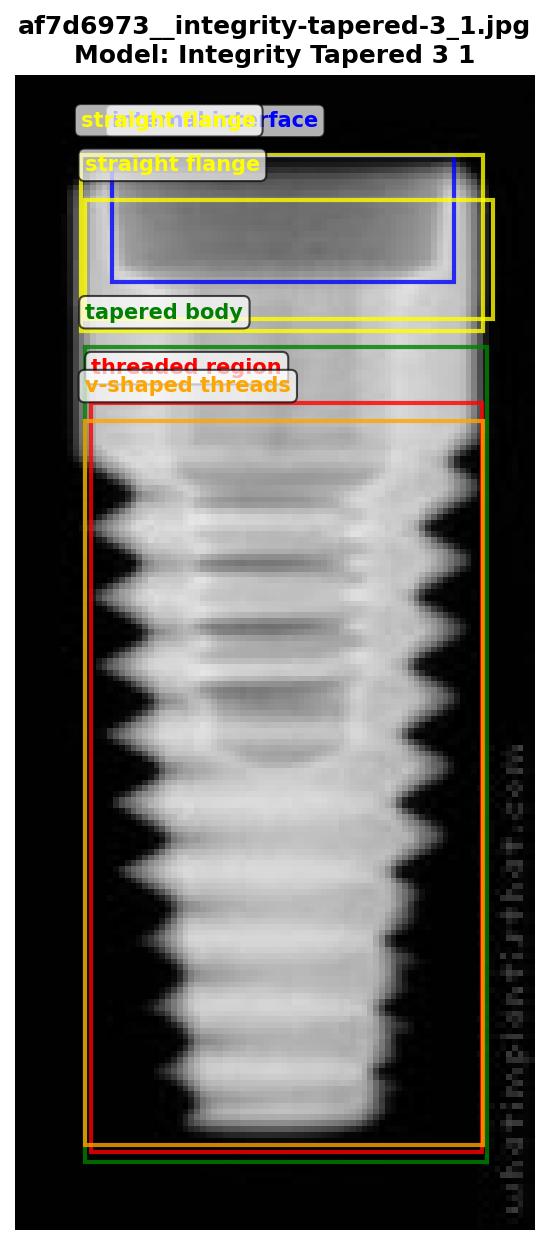 af7d6973__integrity-tapered-3_1.jpg
Model: Integrity Tapered 3 1
straight flange
straight flange
tapered body
threaded region
v-shaped threads
whatimplantisthat.com